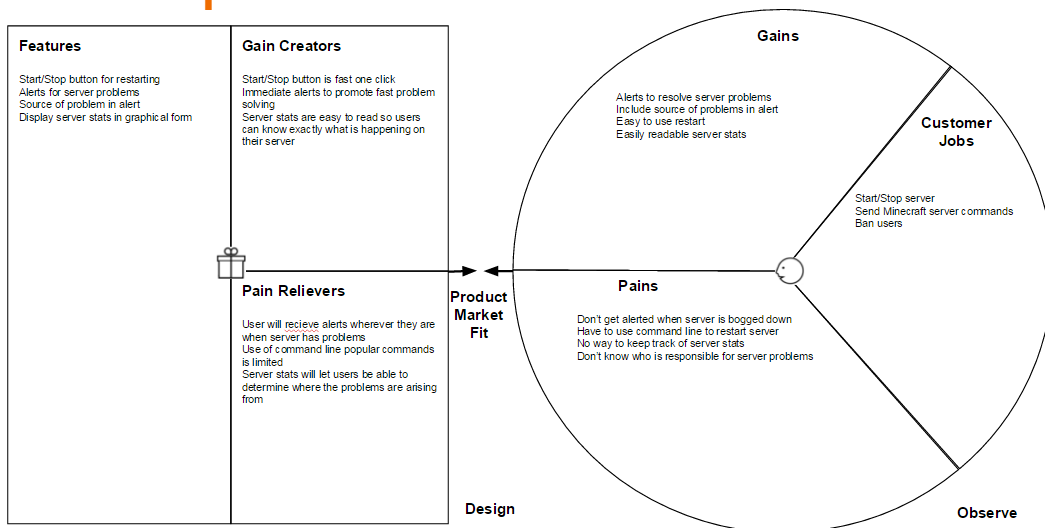 Features
Start/Stop button for restarting
Alerts for server problems
Source of problem in alert
Display server stats in graphical form
Gain Creators
Start/Stop button is fast one click
Immediate alerts to promote fast problem
solving
Server stats are easy to read so users
can know exactly what is happening on
their server
Pain Relievers
User will recieve alerts wherever they are
when server has problems
Use of command line popular commands
is limited
Server stats will let users be able to
determine where the problems are arising
from
Product
Market
Fit
Design
Gains
Alerts to resolve server problems
Include source of problems in alert
Easy to use restart
Easily readable server stats
Customer
Jobs
Start/Stop server
Send Minecraft server commands
Ban users
Pains
Don't get alerted when server is bogged down
Have to use command line to restart server
No way to keep track of server stats
Don't know who is responsible for server problems
Observe